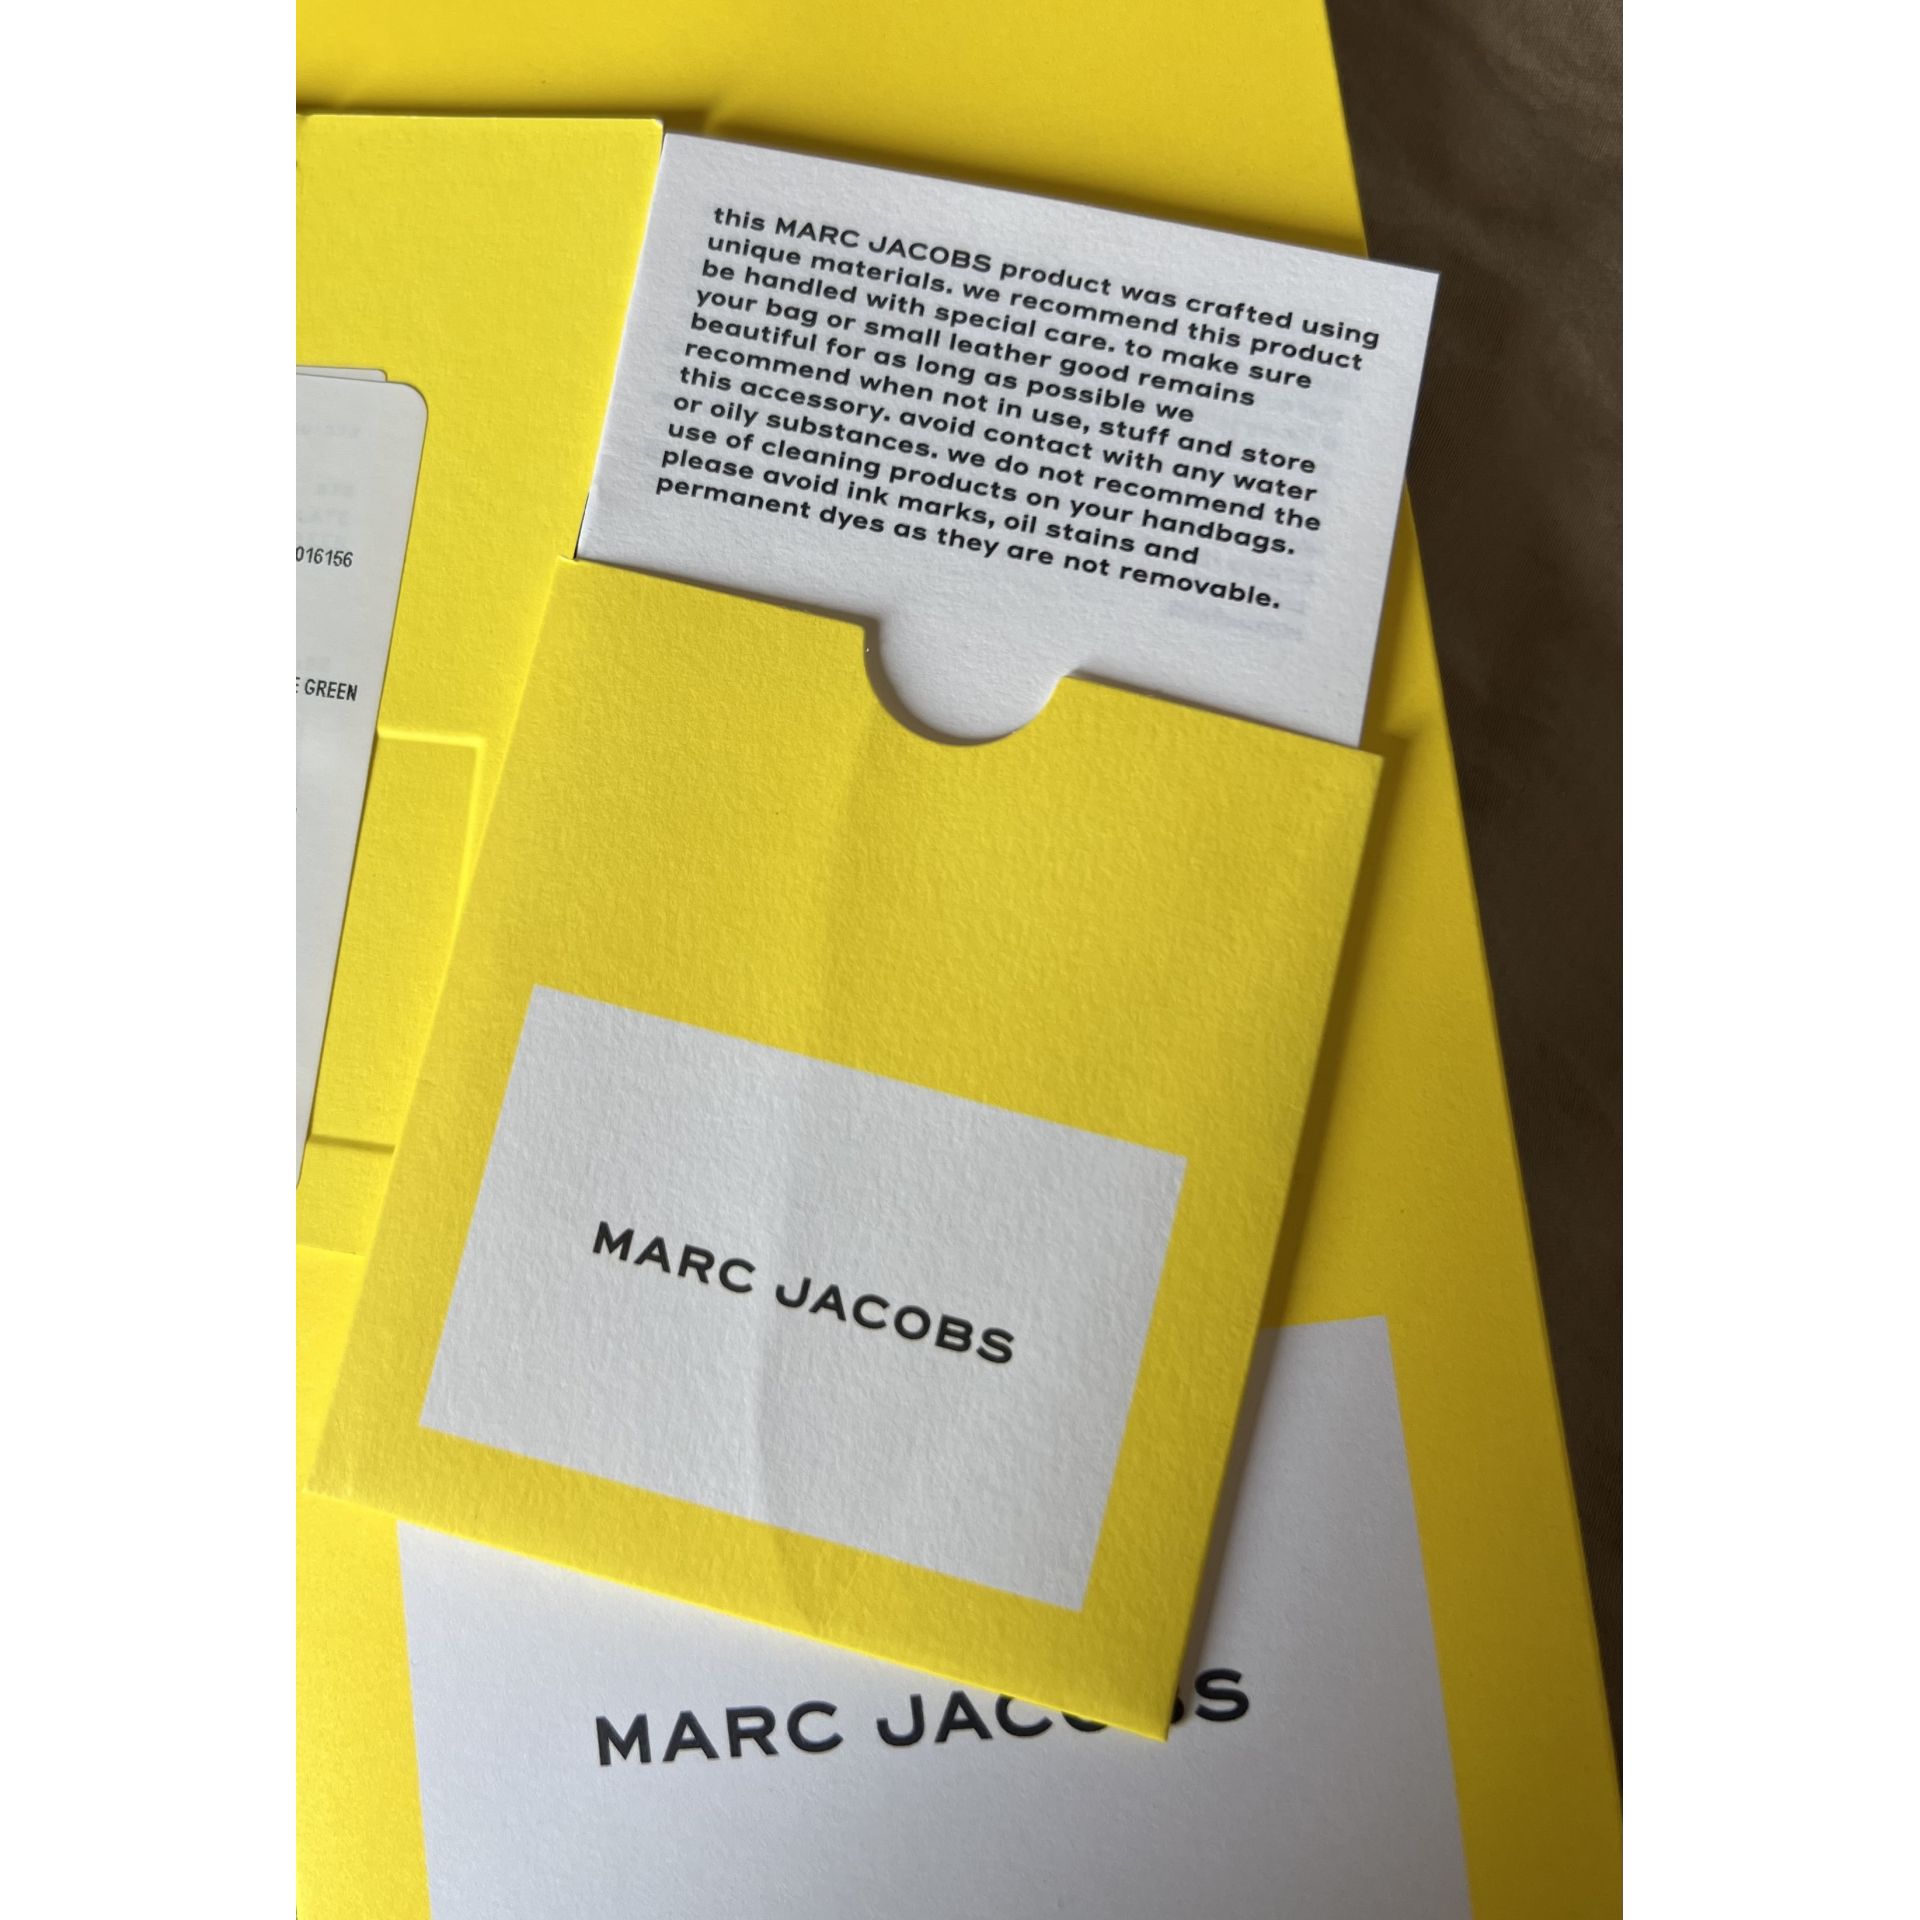 this MARC JACOBS product was crafted using
unique materials. we recommend this product
be handled with special care. to make sure
your bag or small leather good remains
beautiful for as long as possible we
recommend when not in use, stuff and store
this accessory. avoid contact with any water
or oily substances. we do not recommend the
use of cleaning products on your handbags.
please avoid ink marks, oil stains and
permanent dyes as they are not removable.
016156
GREEN
MARC JACOBS
MARC